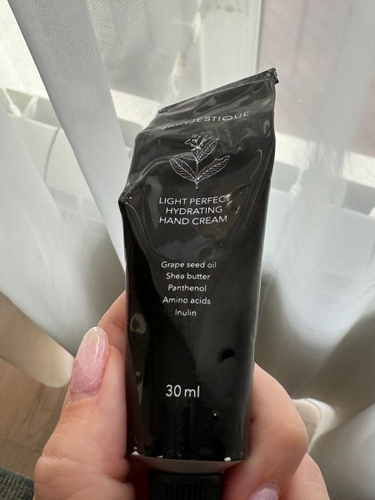 LIGHT PERFECT
HYDRATING
HAND CREAM
Grape seed oil
Shea butter
Panthenol
Amino acids
Inulin
30 ml